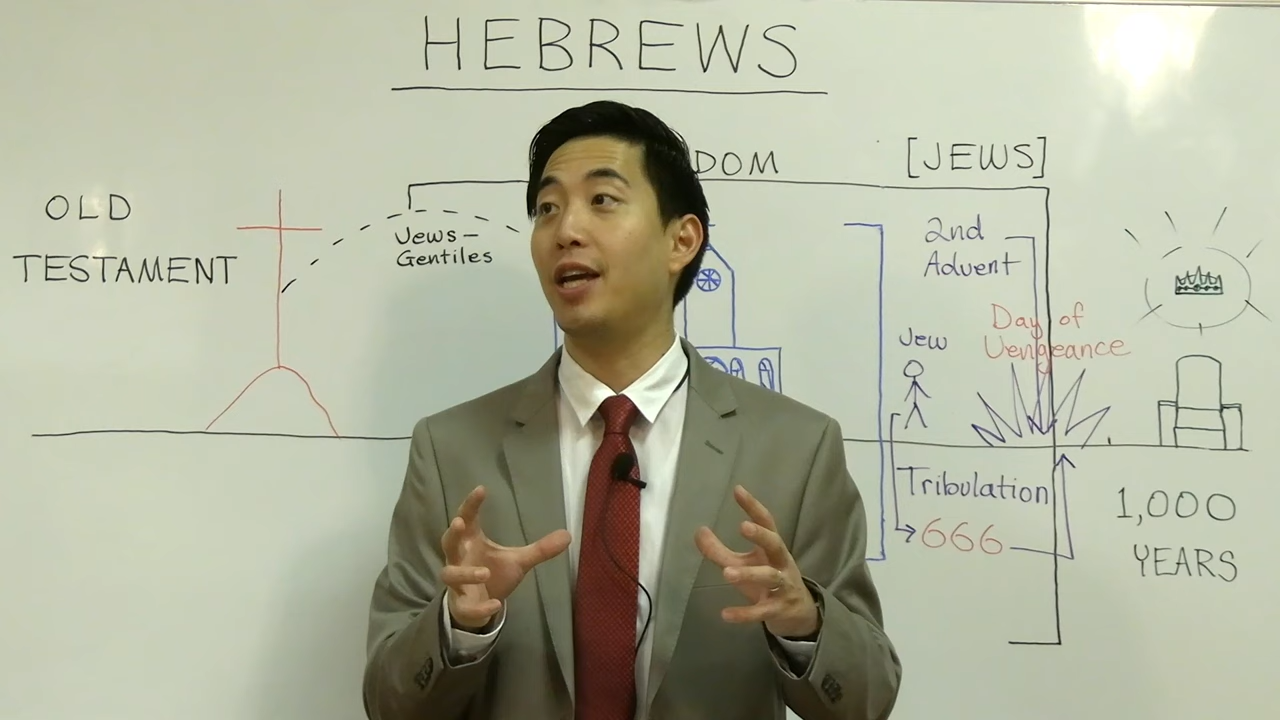 HEBREWS
DOM
[JEWS]
OLD
TESTAMENT
Jews-
Gentiles
2nd
Advent
Day of
Vengeance
Jew
Tribulation
666
1,000
YEARS